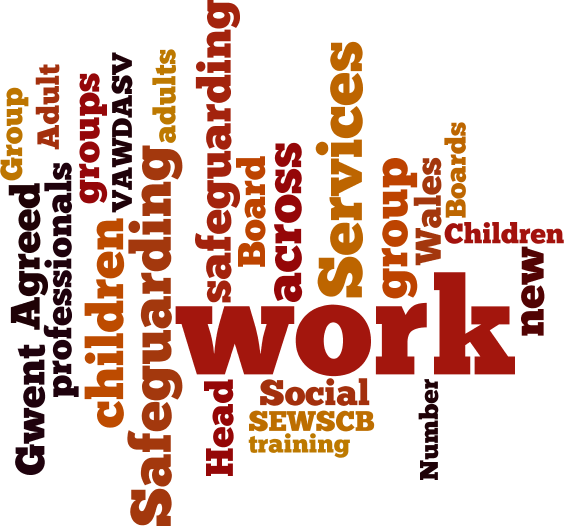 Group
Adult
groups
VAWDASV
adults
safeguarding
Services
Gwent Agreed
professionals
children
Safeguarding
Board
across
group
Wales
Boards
Children
new
work
Head
Social
SEWSCB
training
Number